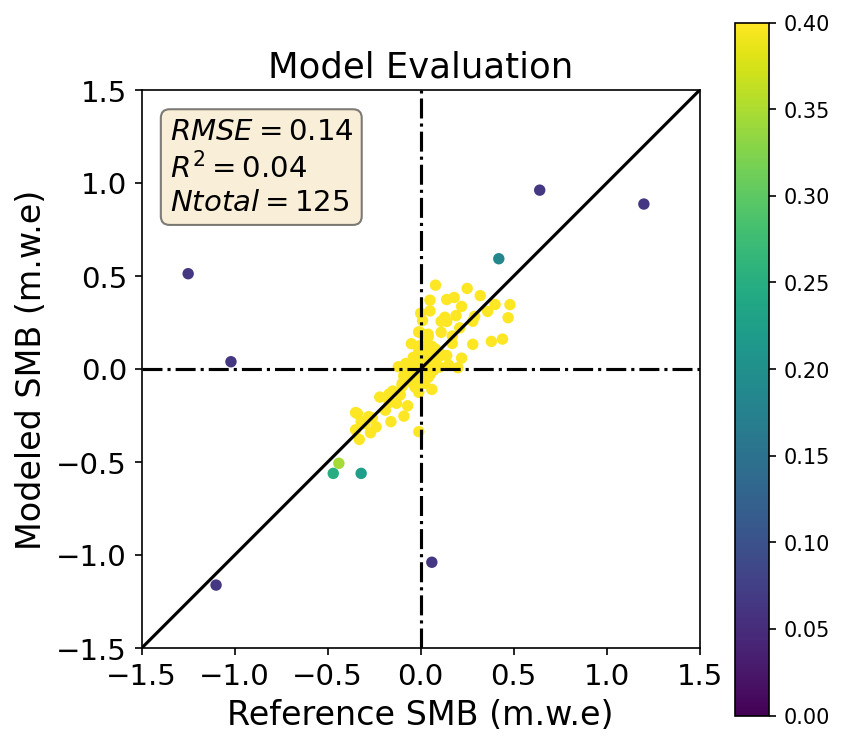 Model Evaluation
RMSE = 0.14
R² = 0.04
Ntotal = 125
Modeled SMB (m.w.e)
1.5
1.0
0.5
0.0
−0.5
−1.0
−1.5
−1.5 −1.0 −0.5 0.0 0.5 1.0 1.5
Reference SMB (m.w.e)
0.40
0.35
0.30
0.25
0.20
0.15
0.10
0.05
0.00